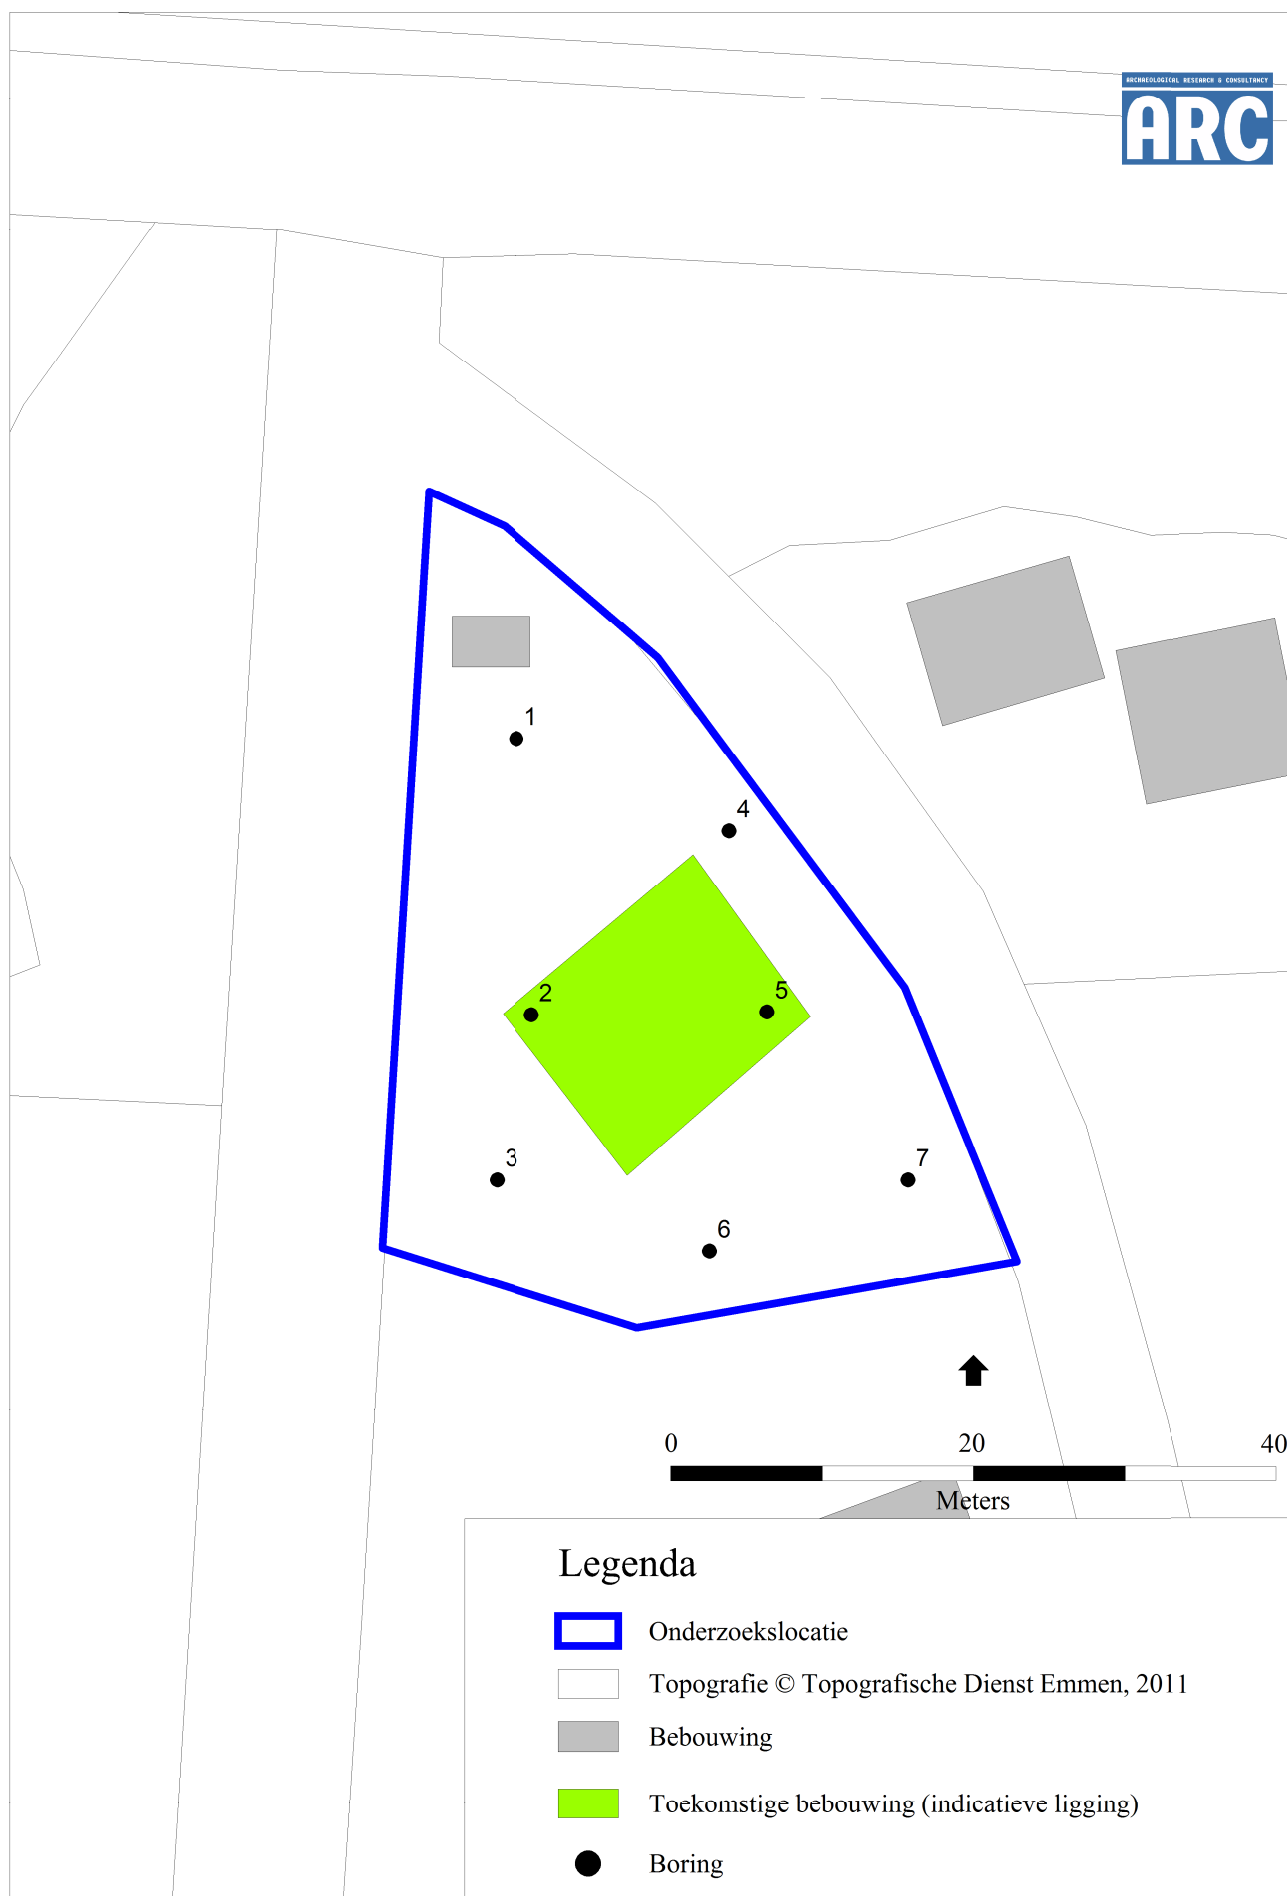 ARCHAEOLOGICAL RESEARCH & CONSULTANCY
ARC
1
4
2
5
3
7
6
0 20 40
Meters
Legenda
Onderzoekslocatie
Topografie © Topografische Dienst Emmen, 2011
Bebouwing
Toekomstige bebouwing (indicatieve ligging)
Boring